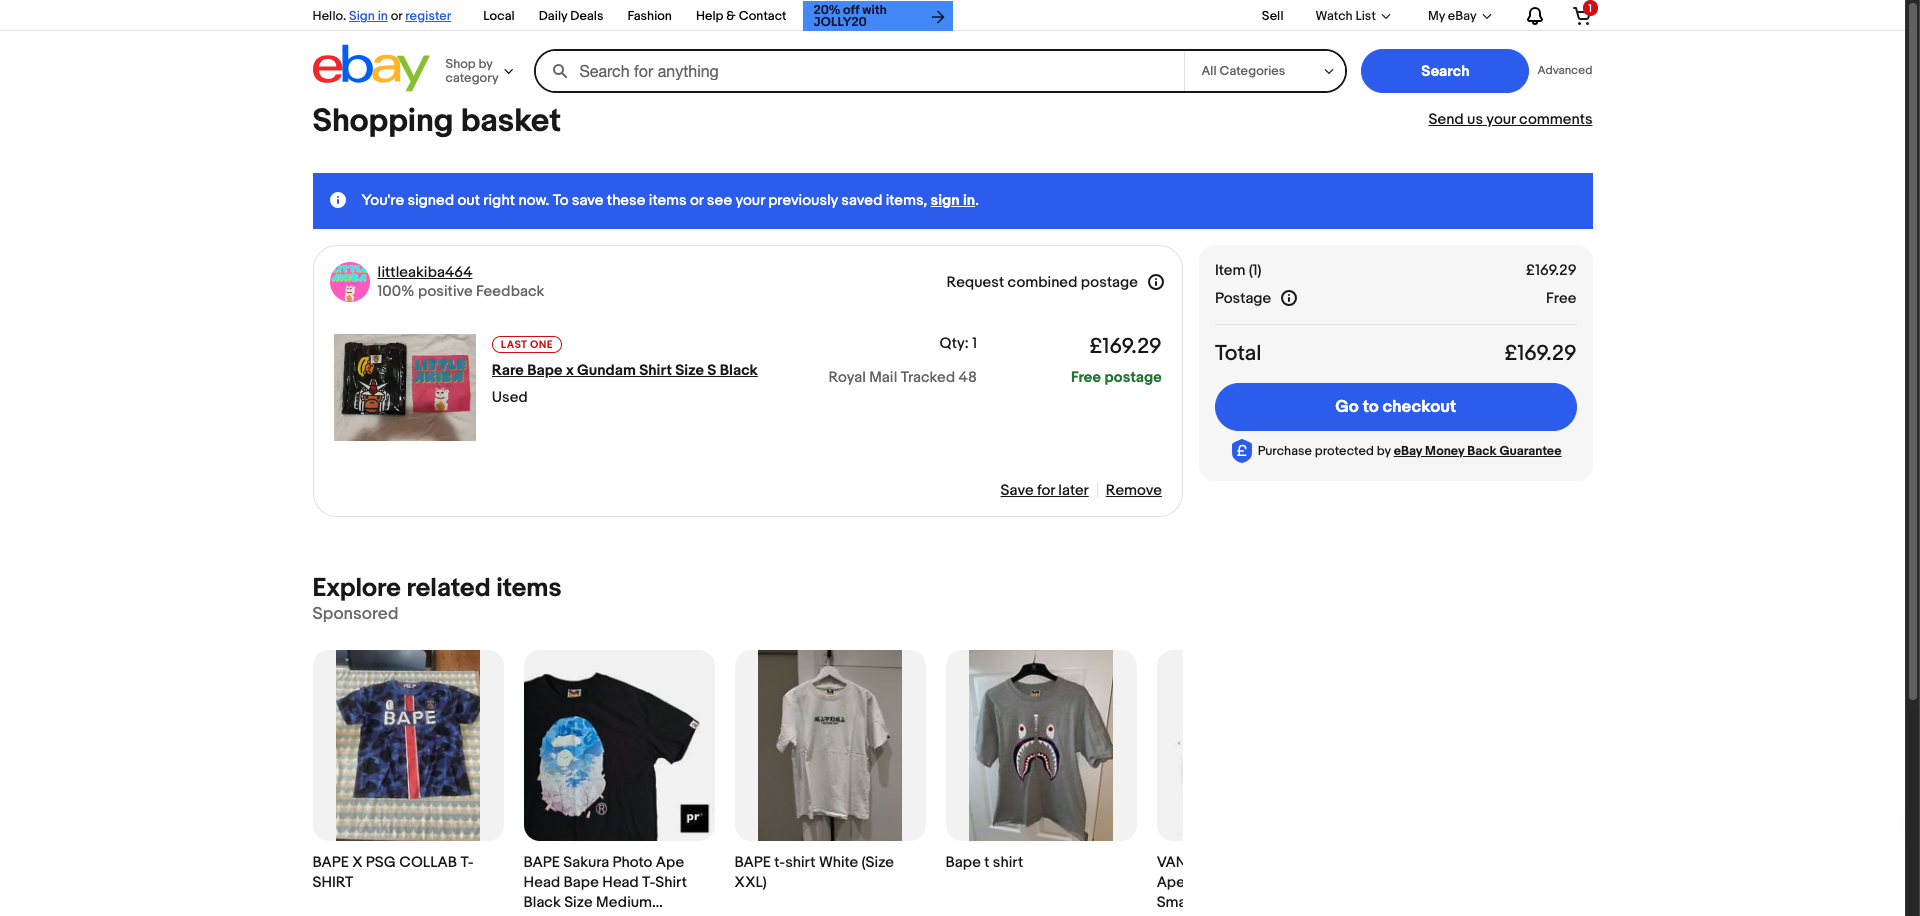 Hello. Sign in or register
Local
Daily Deals
Fashion
Help & Contact
20% off with
JOLLY20
Sell
Watch List
My eBay
1
ebay
Shop by
category
Search for anything
All Categories
Search
Advanced
Shopping basket
Send us your comments
You're signed out right now. To save these items or see your previously saved items, sign in.
littleakiba464
100% positive Feedback
Request combined postage
LITTLE
AKIBA
LAST ONE
Rare Bape x Gundam Shirt Size S Black
Used
Qty: 1
£169.29
Royal Mail Tracked 48
Free postage
Save for later
Remove
Item (1)
£169.29
Postage
Free
Total
£169.29
Go to checkout
Purchase protected by eBay Money Back Guarantee
Explore related items
Sponsored
BAPE
®
pr
BAPE X PSG COLLAB T-
SHIRT
BAPE Sakura Photo Ape
Head Bape Head T-Shirt
Black Size Medium...
BAPE t-shirt White (Size
XXL)
Bape t shirt
VAN
Ape
Sma